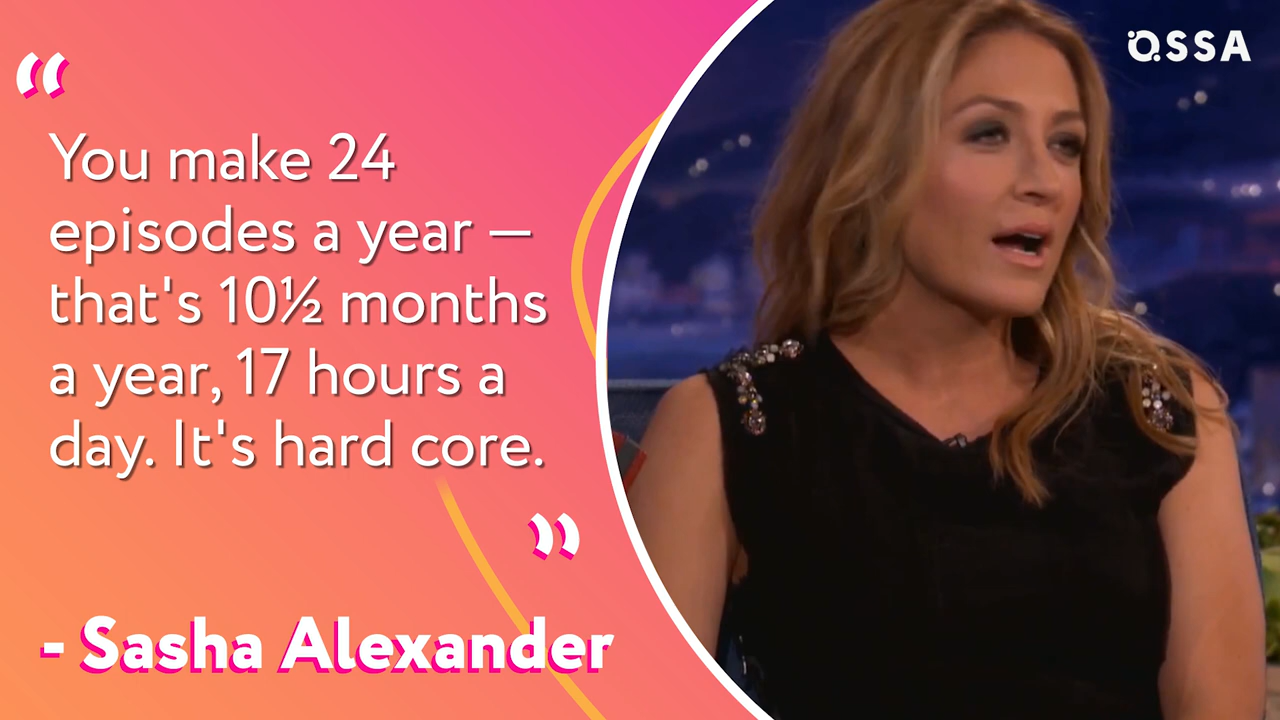 OSSA
“
You make 24
episodes a year –
that's 10½ months
a year, 17 hours a
day. It's hard core.
”
- Sasha Alexander